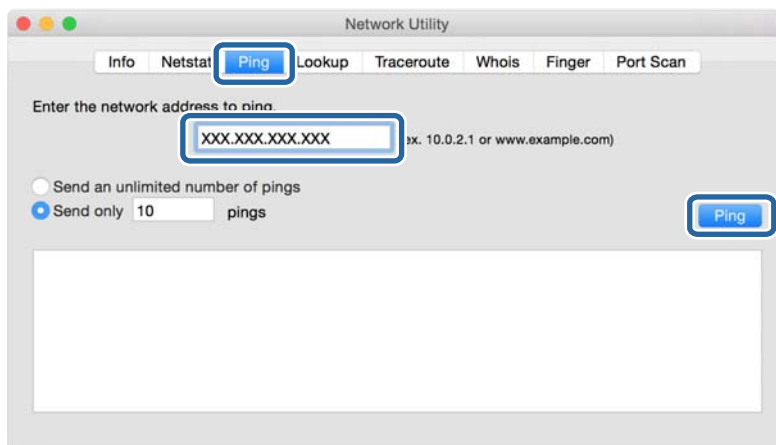 Network Utility
Info Netstat Ping Lookup Traceroute Whois Finger Port Scan
Enter the network address to ping.
XXX.XXX.XXX.XXX ex. 10.0.2.1 or www.example.com)
Send an unlimited number of pings
Send only 10 pings
Ping